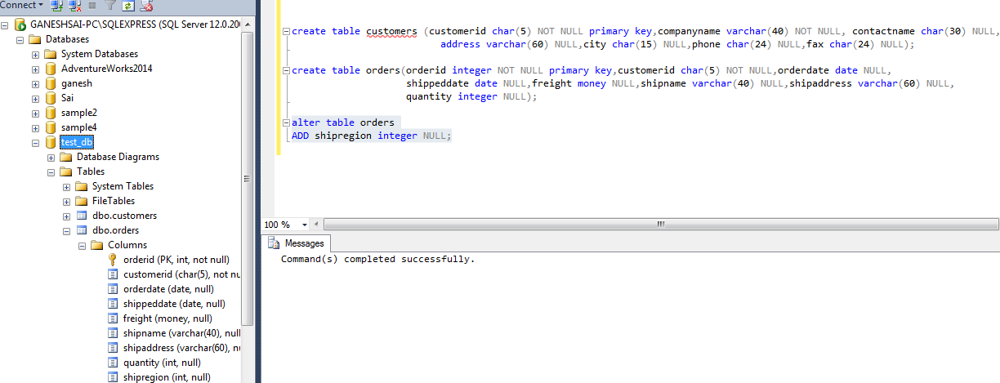 Connect
GANESHSAI-PC\SQLEXPRESS (SQL Server 12.0.200
Databases
System Databases
AdventureWorks2014
ganesh
Sai
sample2
sample4
test_db
Database Diagrams
Tables
System Tables
FileTables
dbo.customers
dbo.orders
Columns
orderid (PK, int, not null)
customerid (char(5), not nu
orderdate (date, null)
shippeddate (date, null)
freight (money, null)
shipname (varchar(40), null
shipaddress (varchar(60), n
quantity (int, null)
shipregion (int, null)
create table customers (customerid char(5) NOT NULL primary key,companyname varchar(40) NOT NULL, contactname char(30) NULL,
address varchar(60) NULL,city char(15) NULL,phone char(24) NULL,fax char(24) NULL);
create table orders(orderid integer NOT NULL primary key,customerid char(5) NOT NULL,orderdate date NULL,
shippeddate date NULL,freight money NULL,shipname varchar(40) NULL,shipaddress varchar(60) NULL,
quantity integer NULL);
alter table orders
ADD shipregion integer NULL;
100 %
Messages
Command(s) completed successfully.